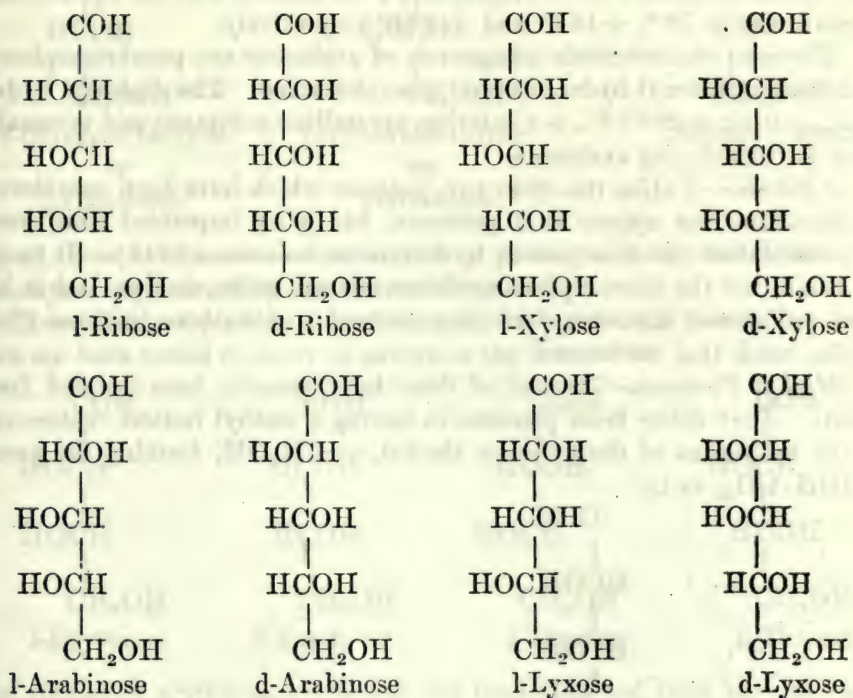 COH COH COH COH
HOCH HCOH HCOH HOCH
HOCH HCOH HOCH HCOH
HOCH HCOH HCOH HOCH
CH₂OH CH₂OH CH₂OH CH₂OH
l-Ribose d-Ribose l-Xylose d-Xylose
COH COH COH COH
HCOH HOCH HCOH HOCH
HOCH HCOH HCOH HOCH
HOCH HCOH HOCH HCOH
CH₂OH CH₂OH CH₂OH CH₂OH
l-Arabinose d-Arabinose l-Lyxose d-Lyxose